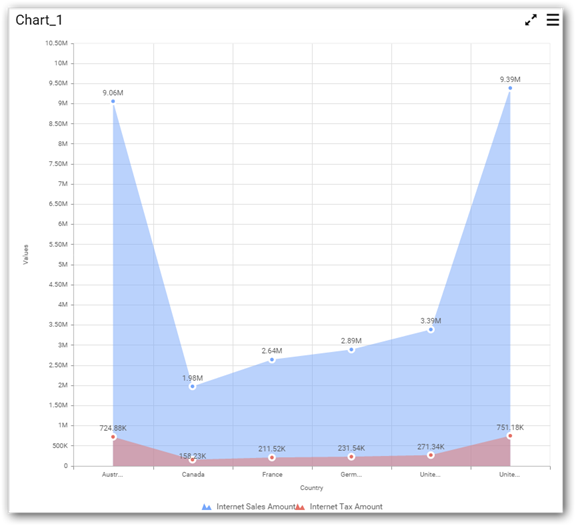 Chart_1
10.50M
10M
9.50M
9M
8.50M
8M
7.50M
7M
6.50M
6M
5.50M
5M
4.50M
4M
3.50M
3M
2.50M
2M
1.50M
1M
500K
0
Values
9.06M
1.98M
2.64M
2.89M
3.39M
9.39M
724.88K
158.23K
211.52K
231.54K
271.34K
751.18K
Austr... Canada France Germ... Unite... Unite...
Country
Internet Sales Amount Internet Tax Amount